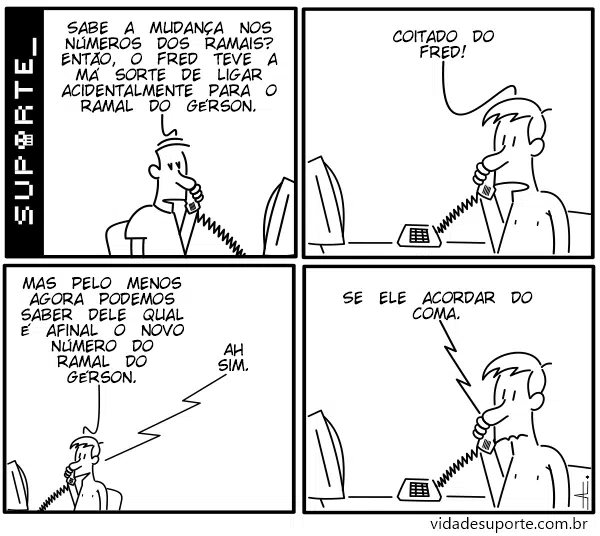 SUPORTE_
SABE A MUDANÇA NOS
NÚMEROS DOS RAMAIS?
ENTÃO, O FRED TEVE A
MÁ SORTE DE LIGAR
ACIDENTALMENTE PARA O
RAMAL DO GÉRSON.
COITADO DO
FRED!
MAS PELO MENOS
AGORA PODEMOS
SABER DELE QUAL
É AFINAL O NOVO
NÚMERO DO
RAMAL DO
GÉRSON.
AH
SIM.
SE ELE ACORDAR DO
COMA.
vidadesuporte.com.br